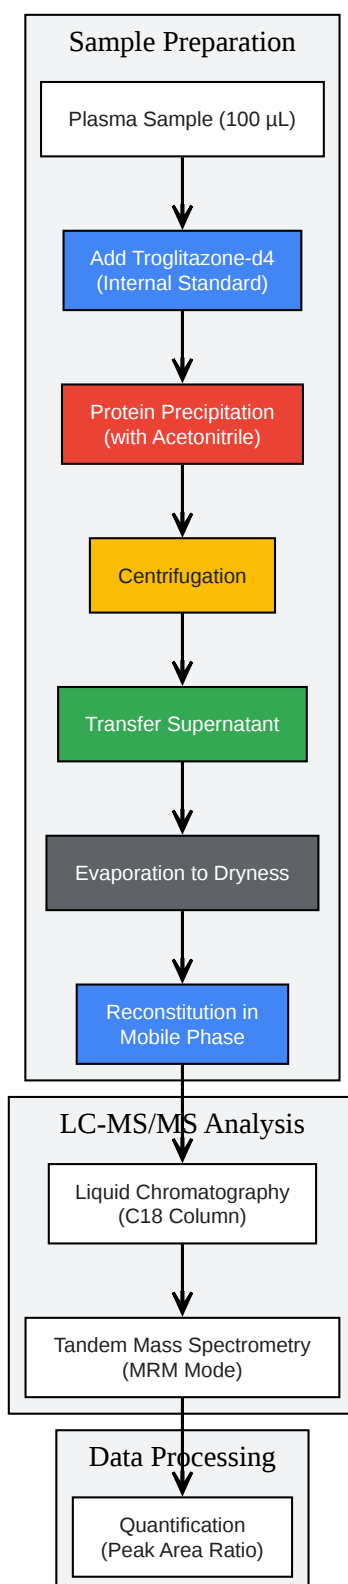 Sample Preparation
Plasma Sample (100 µL)
Add Troglitazone-d4
(Internal Standard)
Protein Precipitation
(with Acetonitrile)
Centrifugation
Transfer Supernatant
Evaporation to Dryness
Reconstitution in
Mobile Phase
LC-MS/MS Analysis
Liquid Chromatography
(C18 Column)
Tandem Mass Spectrometry
(MRM Mode)
Data Processing
Quantification
(Peak Area Ratio)